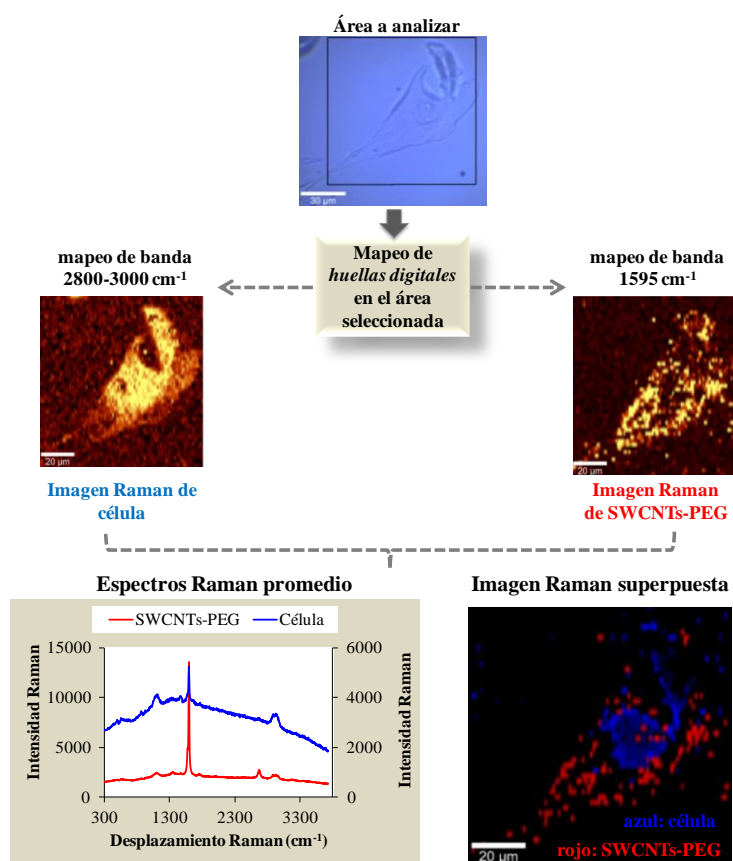 Área a analizar
30 µm
Mapeo de
huellas digitales
en el área
seleccionada
mapeo de banda
2800-3000 cm⁻¹
mapeo de banda
1595 cm⁻¹
20 µm
20 µm
Imagen Raman de
célula
Imagen Raman
de SWCNTs-PEG
Espectros Raman promedio
SWCNTs-PEG
Célula
Intensidad Raman
15000
10000
5000
0
6000
4000
2000
0
Intensidad Raman
300
1300
2300
3300
Desplazamiento Raman (cm⁻¹)
Imagen Raman superpuesta
azul: célula
20 µm
rojo: SWCNTs-PEG